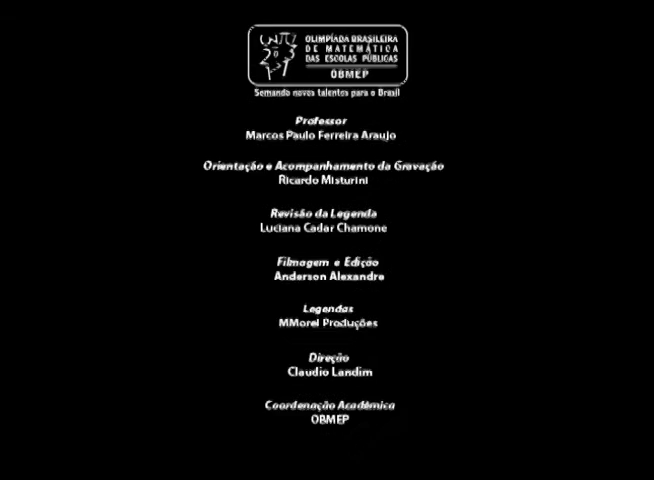 OLIMPÍADA BRASILEIRA
DE MATEMÁTICA
DAS ESCOLAS PÚBLICAS
OBMEP
Somando novos talentos para o Brasil
Professor
Marcos Paulo Ferreira Araujo
Orientação e Acompanhamento da Gravação
Ricardo Misturini
Revisão da Legenda
Luciana Cadar Chamone
Filmagem e Edição
Anderson Alexandre
Legendas
MMorel Produções
Direção
Claudio Landim
Coordenação Acadêmica
OBMEP